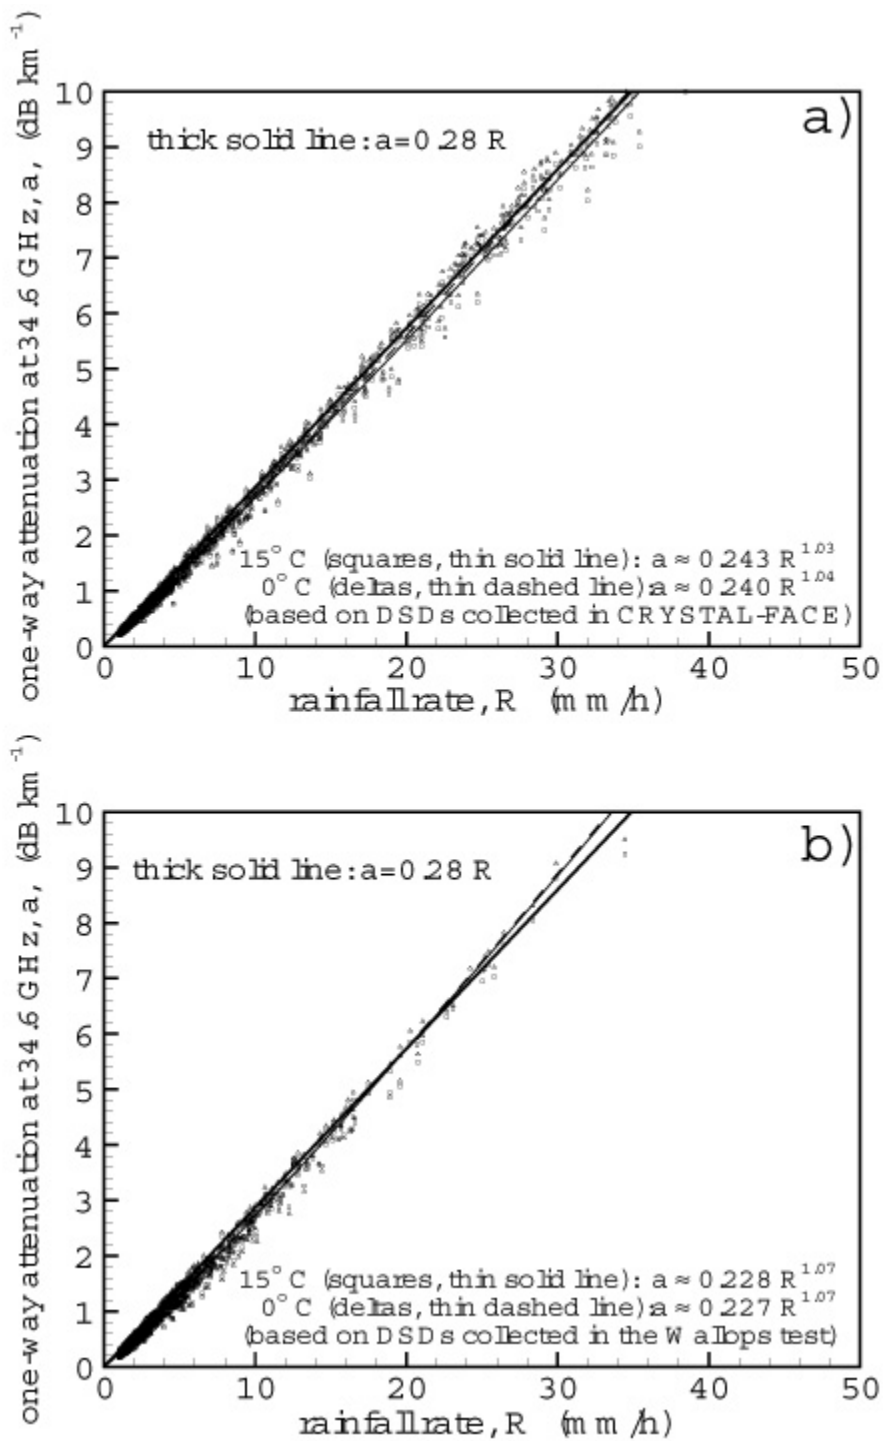 10
9
8
7
6
5
4
3
2
1
0
one-way attenuation at 34.6 GHz, a, (dB km⁻¹)
a)
thick solid line: a=0.28 R
15°C (squares, thin solid line): a ≈ 0.243 R^1.03
0°C (deltas, thin dashed line): a ≈ 0.240 R^1.04
(based on DSDs collected in CRYSTAL-FACE)
0 10 20 30 40 50
rainfall rate, R (mm/h)
10
9
8
7
6
5
4
3
2
1
0
one-way attenuation at 34.6 GHz, a, (dB km⁻¹)
b)
thick solid line: a=0.28 R
15°C (squares, thin solid line): a ≈ 0.228 R^1.07
0°C (deltas, thin dashed line): a ≈ 0.227 R^1.07
(based on DSDs collected in the Wallops test)
0 10 20 30 40 50
rainfall rate, R (mm/h)